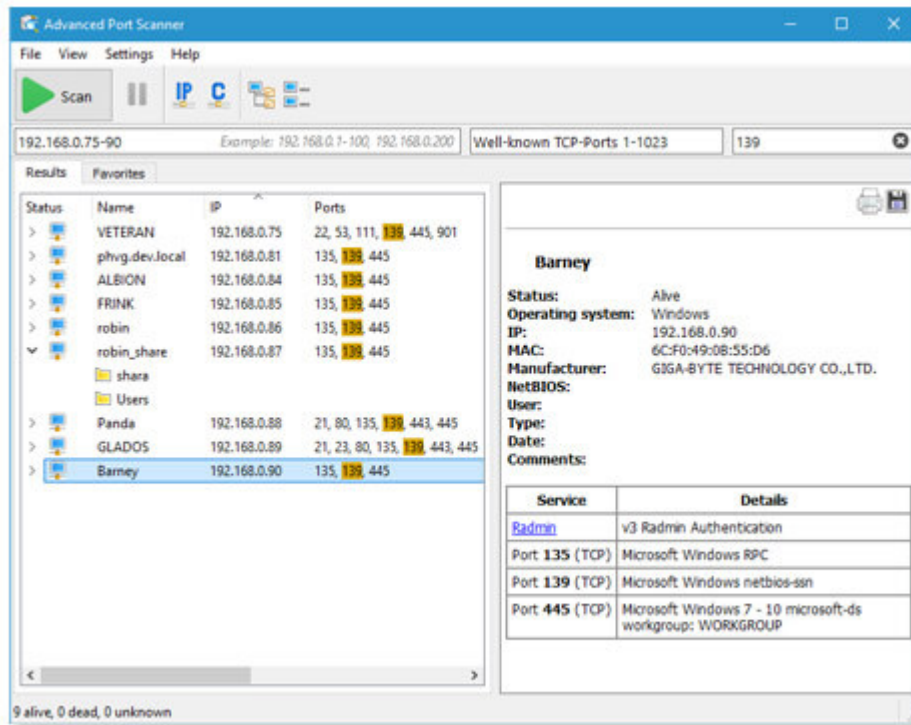 Advanced Port Scanner
File View Settings Help
Scan IP C
192.168.0.75-90 Example: 192.168.0.1-100, 192.168.0.200 Well-known TCP-Ports 1-1023 139
Results Favorites
Status Name IP Ports
VETERAN 192.168.0.75 22, 53, 111, 139, 445, 901
phvg.dev.local 192.168.0.81 135, 139, 445
ALBION 192.168.0.84 135, 139, 445
FRINK 192.168.0.85 135, 139, 445
robin 192.168.0.86 135, 139, 445
robin_share 192.168.0.87 135, 139, 445
shara
Users
Panda 192.168.0.88 21, 80, 135, 139, 443, 445
GLADOS 192.168.0.89 21, 23, 80, 135, 139, 443, 445
Barney 192.168.0.90 135, 139, 445
Barney
Status: Alive
Operating system: Windows
IP: 192.168.0.90
MAC: 6C:F0:49:0B:55:D6
Manufacturer: GIGA-BYTE TECHNOLOGY CO.,LTD.
NetBIOS:
User:
Type:
Date:
Comments:
Service Details
Radmin v3 Radmin Authentication
Port 135 (TCP) Microsoft Windows RPC
Port 139 (TCP) Microsoft Windows netbios-ssn
Port 445 (TCP) Microsoft Windows 7 - 10 microsoft-ds
workgroup: WORKGROUP
9 alive, 0 dead, 0 unknown